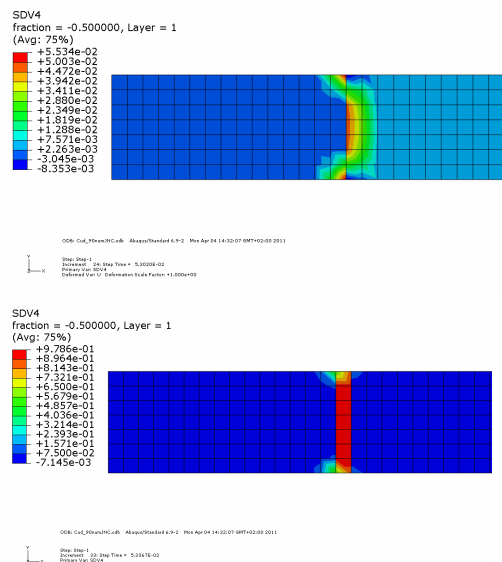 SDV4
fraction = -0.500000, Layer = 1
(Avg: 75%)
+5.534e-02
+5.003e-02
+4.472e-02
+3.942e-02
+3.411e-02
+2.880e-02
+2.349e-02
+1.819e-02
+1.288e-02
+7.571e-03
+2.263e-03
-3.045e-03
-8.353e-03
ODB: Cud_90numJNC.odb Abaqus/Standard 6.9-2 Mon Apr 04 14:32:07 GMT+02:00 2011
Step: Step-1
Increment 24: Step Time = 5.3020E-02
Primary Var: SDV4
Deformed Var: U Deformation Scale Factor: +1.000e+00
Y
Z X
SDV4
fraction = -0.500000, Layer = 1
(Avg: 75%)
+9.786e-01
+8.964e-01
+8.143e-01
+7.321e-01
+6.500e-01
+5.679e-01
+4.857e-01
+4.036e-01
+3.214e-01
+2.393e-01
+1.571e-01
+7.500e-02
-7.145e-03
ODB: Cud_90numJNC.odb Abaqus/Standard 6.9-2 Mon Apr 04 14:32:07 GMT+02:00 2011
Step: Step-1
Increment 33: Step Time = 5.3367E-02
Primary Var: SDV4
Y
Z X